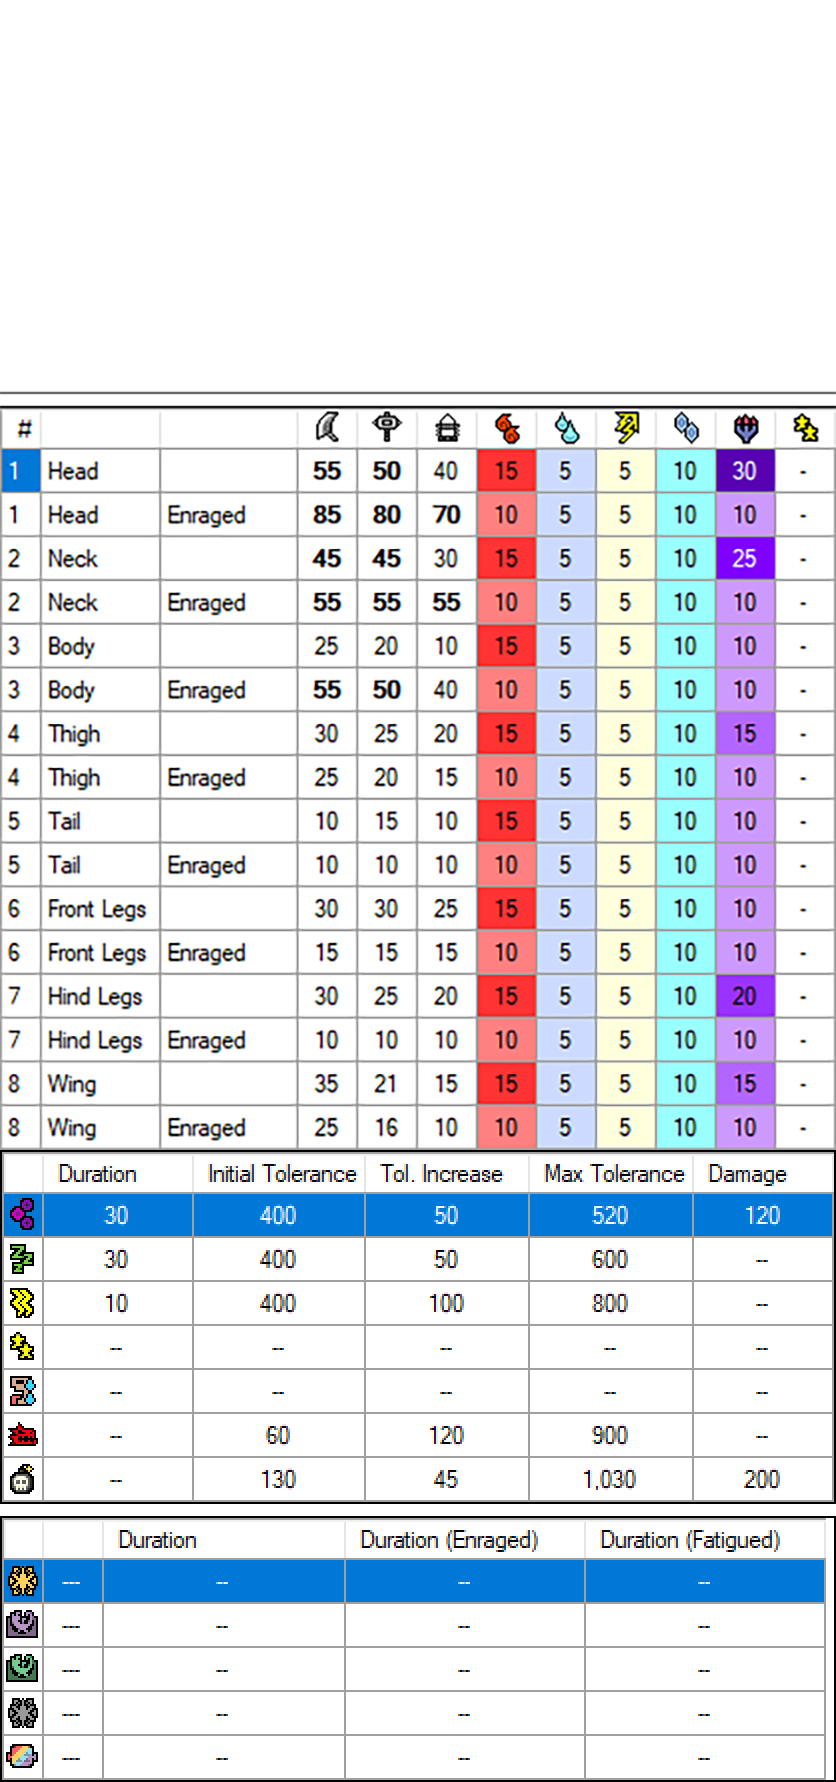 #
1 Head 55 50 40 15 5 5 10 30 -
1 Head Enraged 85 80 70 10 5 5 10 10 -
2 Neck 45 45 30 15 5 5 10 25 -
2 Neck Enraged 55 55 55 10 5 5 10 10 -
3 Body 25 20 10 15 5 5 10 10 -
3 Body Enraged 55 50 40 10 5 5 10 10 -
4 Thigh 30 25 20 15 5 5 10 15 -
4 Thigh Enraged 25 20 15 10 5 5 10 10 -
5 Tail 10 15 10 15 5 5 10 10 -
5 Tail Enraged 10 10 10 10 5 5 10 10 -
6 Front Legs 30 30 25 15 5 5 10 10 -
6 Front Legs Enraged 15 15 15 10 5 5 10 10 -
7 Hind Legs 30 25 20 15 5 5 10 20 -
7 Hind Legs Enraged 10 10 10 10 5 5 10 10 -
8 Wing 35 21 15 15 5 5 10 15 -
8 Wing Enraged 25 16 10 10 5 5 10 10 -
Duration Initial Tolerance Tol. Increase Max Tolerance Damage
30 400 50 520 120
30 400 50 600 --
10 400 100 800 --
-- -- -- -- --
-- -- -- -- --
-- 60 120 900 --
-- 130 45 1,030 200
Duration Duration (Enraged) Duration (Fatigued)
--- -- -- --
--- -- -- --
--- -- -- --
--- -- -- --
--- -- -- --